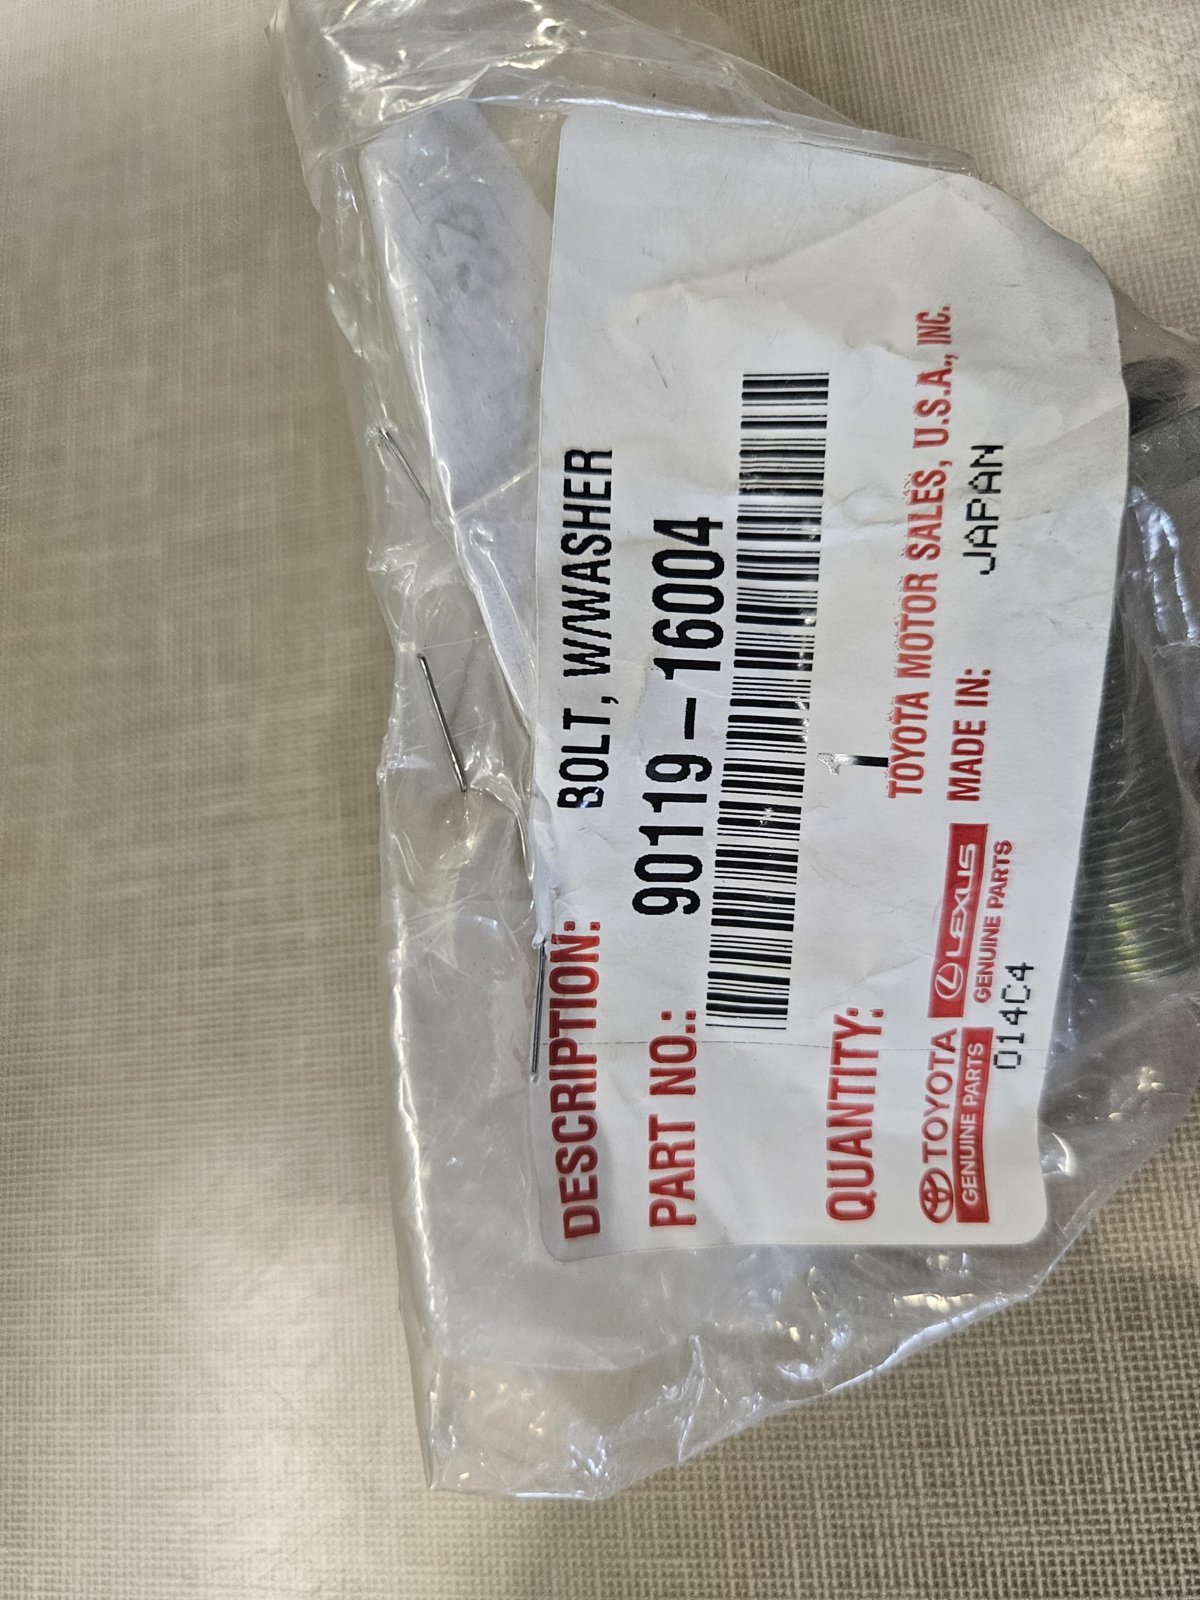 DESCRIPTION: BOLT, W/WASHER
PART NO.: 90119-16004
QUANTITY: 1
TOYOTA MOTOR SALES, U.S.A., INC.
TOYOTA LEXUS MADE IN: JAPAN
GENUINE PARTS GENUINE PARTS
014C4